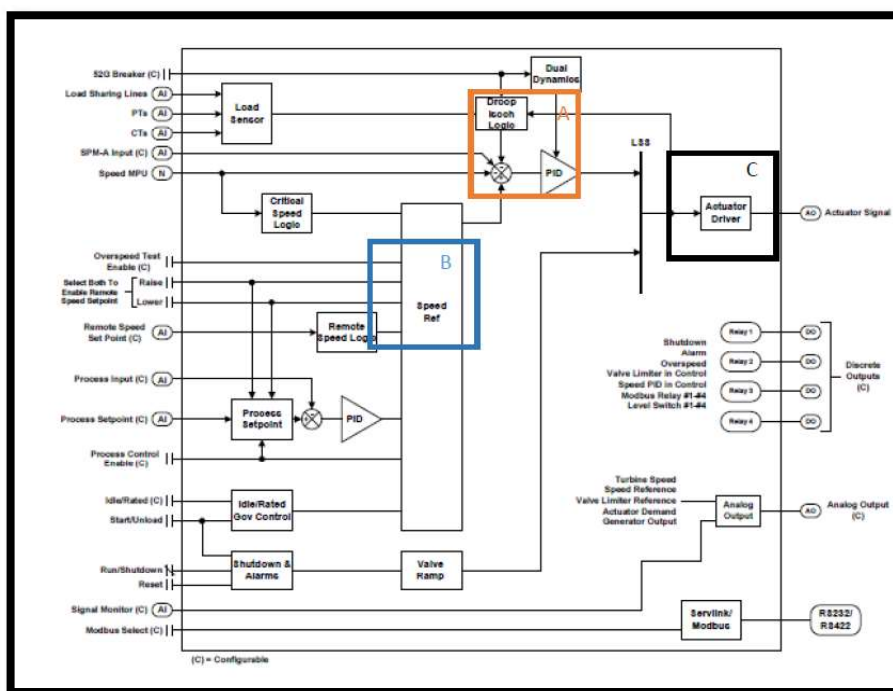 52G Breaker (C)
Load Sharing Lines AI
PTs AI
CTs AI
SPM-A Input (C) AI
Speed MPU N
Load
Sensor
Dual
Dynamics
Droop
Isoch
Logic
A
PID
LSS
C
Actuator
Driver
AO Actuator Signal
Critical
Speed
Logic
Overspeed Test
Enable (C)
Select Both To
Enable Remote
Speed Setpoint
Raise
Lower
B
Speed
Ref
Remote Speed
Set Point (C) AI
Remote
Speed Logic
Process Input (C) AI
Process Setpoint (C) AI
Process
Setpoint
PID
Process Control
Enable (C)
Idle/Rated (C)
Start/Unload
Idle/Rated
Gov Control
Run/Shutdown
Reset
Shutdown &
Alarms
Valve
Ramp
Signal Monitor (C) AI
Modbus Select (C)
Shutdown
Alarm
Overspeed
Valve Limiter in Control
Speed PID in Control
Modbus Relay #1-#4
Level Switch #1-#4
Relay 1 DO
Relay 2 DO
Relay 3 DO
Relay 4 DO
Discrete
Outputs
(C)
Turbine Speed
Speed Reference
Valve Limiter Reference
Actuator Demand
Generator Output
Analog
Output
AO Analog Output
(C)
Servlink/
Modbus
RS232/
RS422
(C) = Configurable